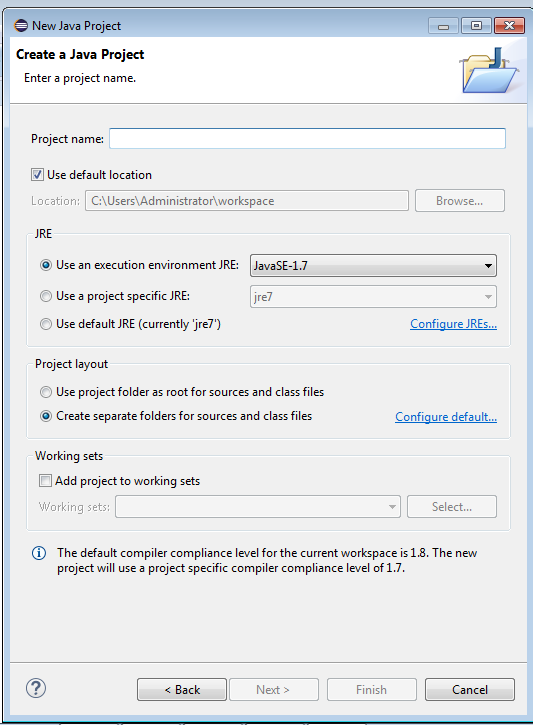 New Java Project
Create a Java Project
Enter a project name.
Project name:
Use default location
Location: C:\Users\Administrator\workspace Browse...
JRE
Use an execution environment JRE: JavaSE-1.7
Use a project specific JRE: jre7
Use default JRE (currently 'jre7') Configure JREs...
Project layout
Use project folder as root for sources and class files
Create separate folders for sources and class files Configure default...
Working sets
Add project to working sets
Working sets: Select...
The default compiler compliance level for the current workspace is 1.8. The new
project will use a project specific compiler compliance level of 1.7.
? < Back Next > Finish Cancel